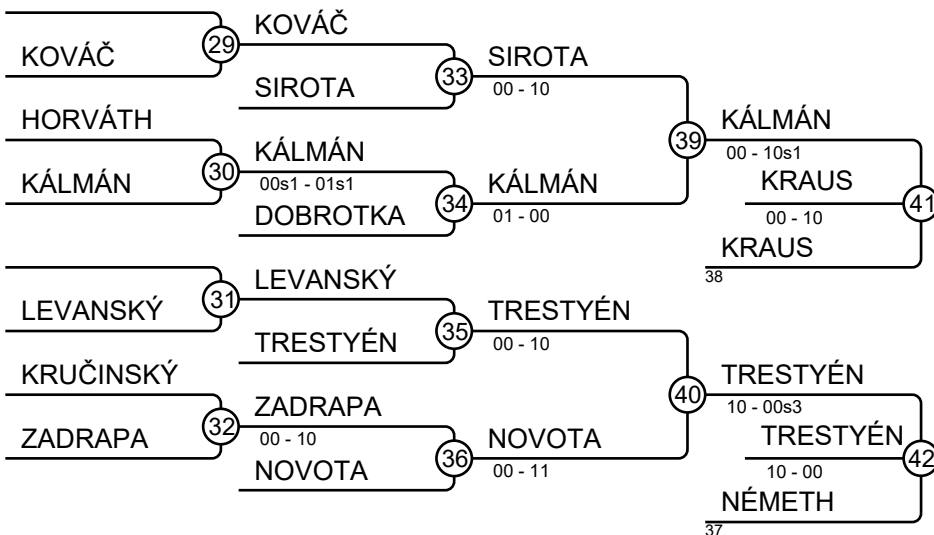 KOVÁČ
29
KOVÁČ
SIROTA
33
SIROTA
00 - 10
HORVÁTH
KÁLMÁN
30
KÁLMÁN
00s1 - 01s1
DOBROTKA
34
KÁLMÁN
01 - 00
39
KÁLMÁN
00 - 10s1
KRAUS
00 - 10
41
KRAUS
38
LEVANSKÝ
31
LEVANSKÝ
TRESTYÉN
35
TRESTYÉN
00 - 10
KRUČINSKÝ
ZADRAPA
32
ZADRAPA
00 - 10
NOVOTA
36
NOVOTA
00 - 11
40
TRESTYÉN
10 - 00s3
TRESTYÉN
10 - 00
42
NÉMETH
37